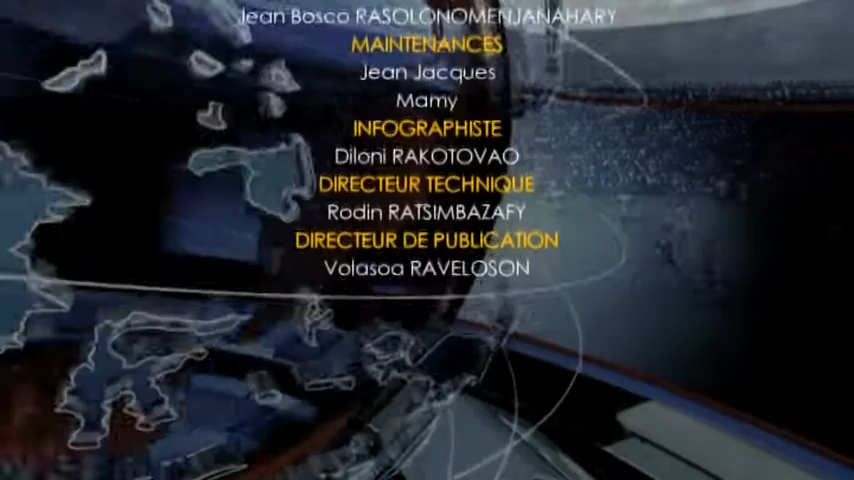 Jean Bosco RASOLONOMENJANAHARY
MAINTENANCES
Jean Jacques
Mamy
INFOGRAPHISTE
Diloni RAKOTOVAO
DIRECTEUR TECHNIQUE
Rodin RATSIMBAZAFY
DIRECTEUR DE PUBLICATION
Volasoa RAVELOSON